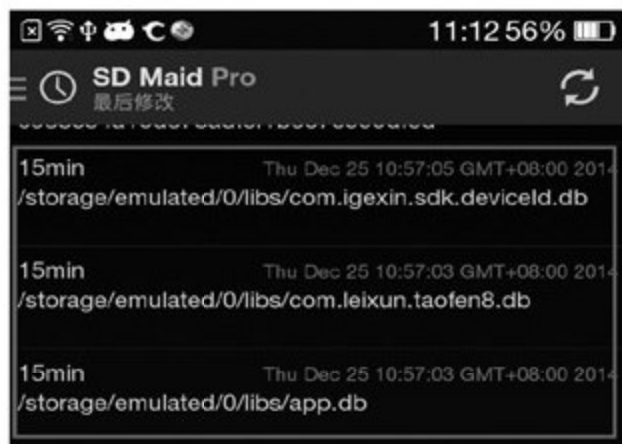 11:12 56%
SD Maid Pro
最后修改
15min Thu Dec 25 10:57:05 GMT+08:00 2014
/storage/emulated/0/libs/com.igexin.sdk.deviceId.db
15min Thu Dec 25 10:57:03 GMT+08:00 2014
/storage/emulated/0/libs/com.leixun.taofen8.db
15min Thu Dec 25 10:57:03 GMT+08:00 2014
/storage/emulated/0/libs/app.db